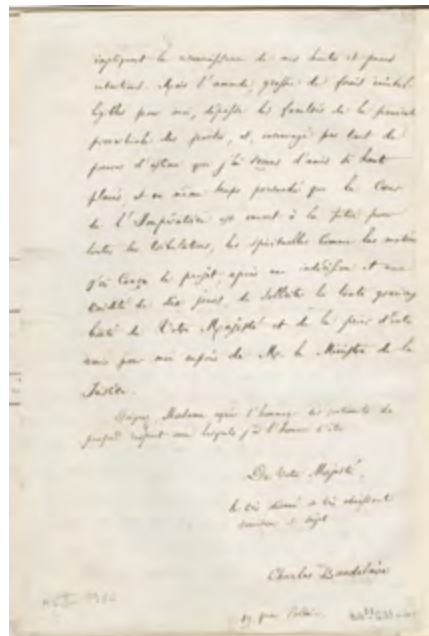 impliquent la connaissance de mes hautes et pures
intentions. Mais l'amende, grossie de frais inintel-
ligibles pour moi, dépasse les facultés de la pauvreté
proverbiale des poètes, et, encouragé par tant de
preuves d'estime que j'ai reçues d'amis si haut
placés, et en même temps persuadé que le Cœur
de l'Impératrice est ouvert à la pitié pour
toutes les tribulations, les spirituelles comme les matérielles
j'ai conçu le projet, après une indécision et une
timidité de dix jours, de solliciter la toute gracieuse
bonté de Votre Majesté et de la prier d'inter-
venir pour moi auprès de M. le Ministre de la
Justice.
Daignez, Madame, agréer l'hommage des sentiments de
profond respect avec lesquels j'ai l'honneur d'être
De Votre Majesté,
le très dévoué et très obéissant
serviteur et sujet
Charles Baudelaire
19, quai